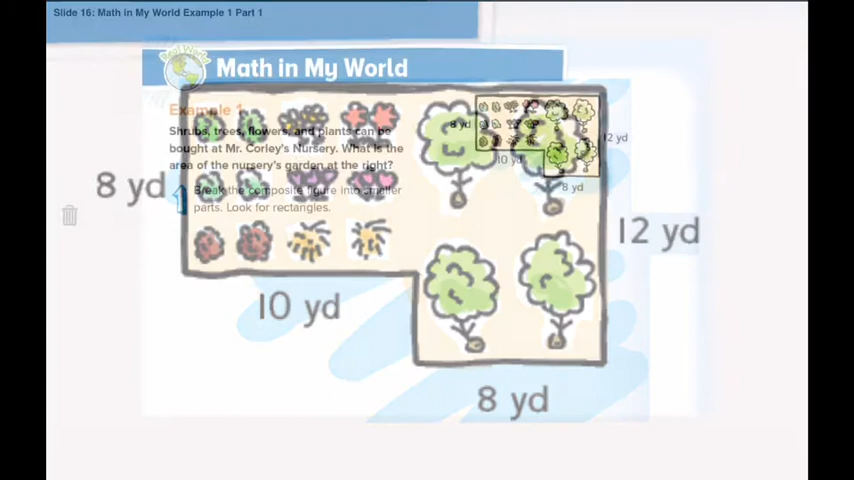 Slide 16: Math in My World Example 1 Part 1
Real World
Math in My World
Example 1
Shrubs, trees, flowers, and plants can be
bought at Mr. Corley's Nursery. What is the
area of the nursery's garden at the right?
Break the composite figure into smaller
parts. Look for rectangles.
8 yd
12 yd
10 yd
8 yd
8 yd
12 yd
10 yd
8 yd